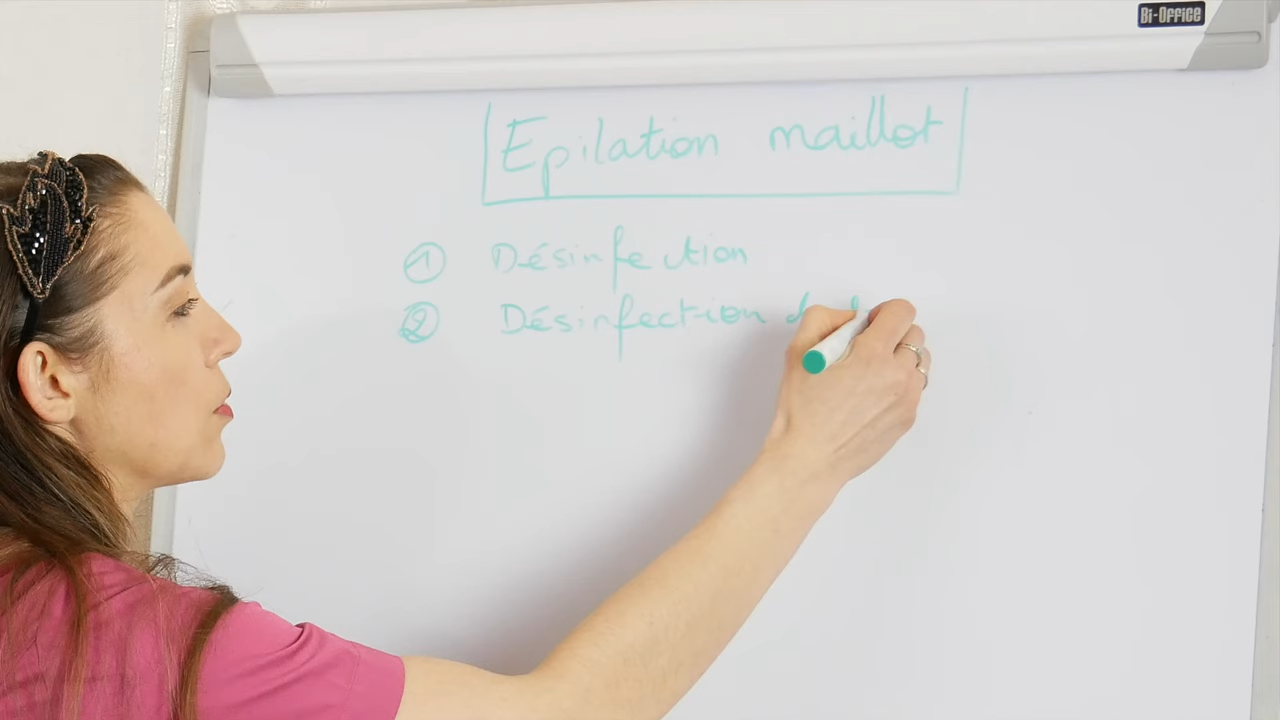 Bi-Office
Epilation maillot
① Désinfection
② Désinfection